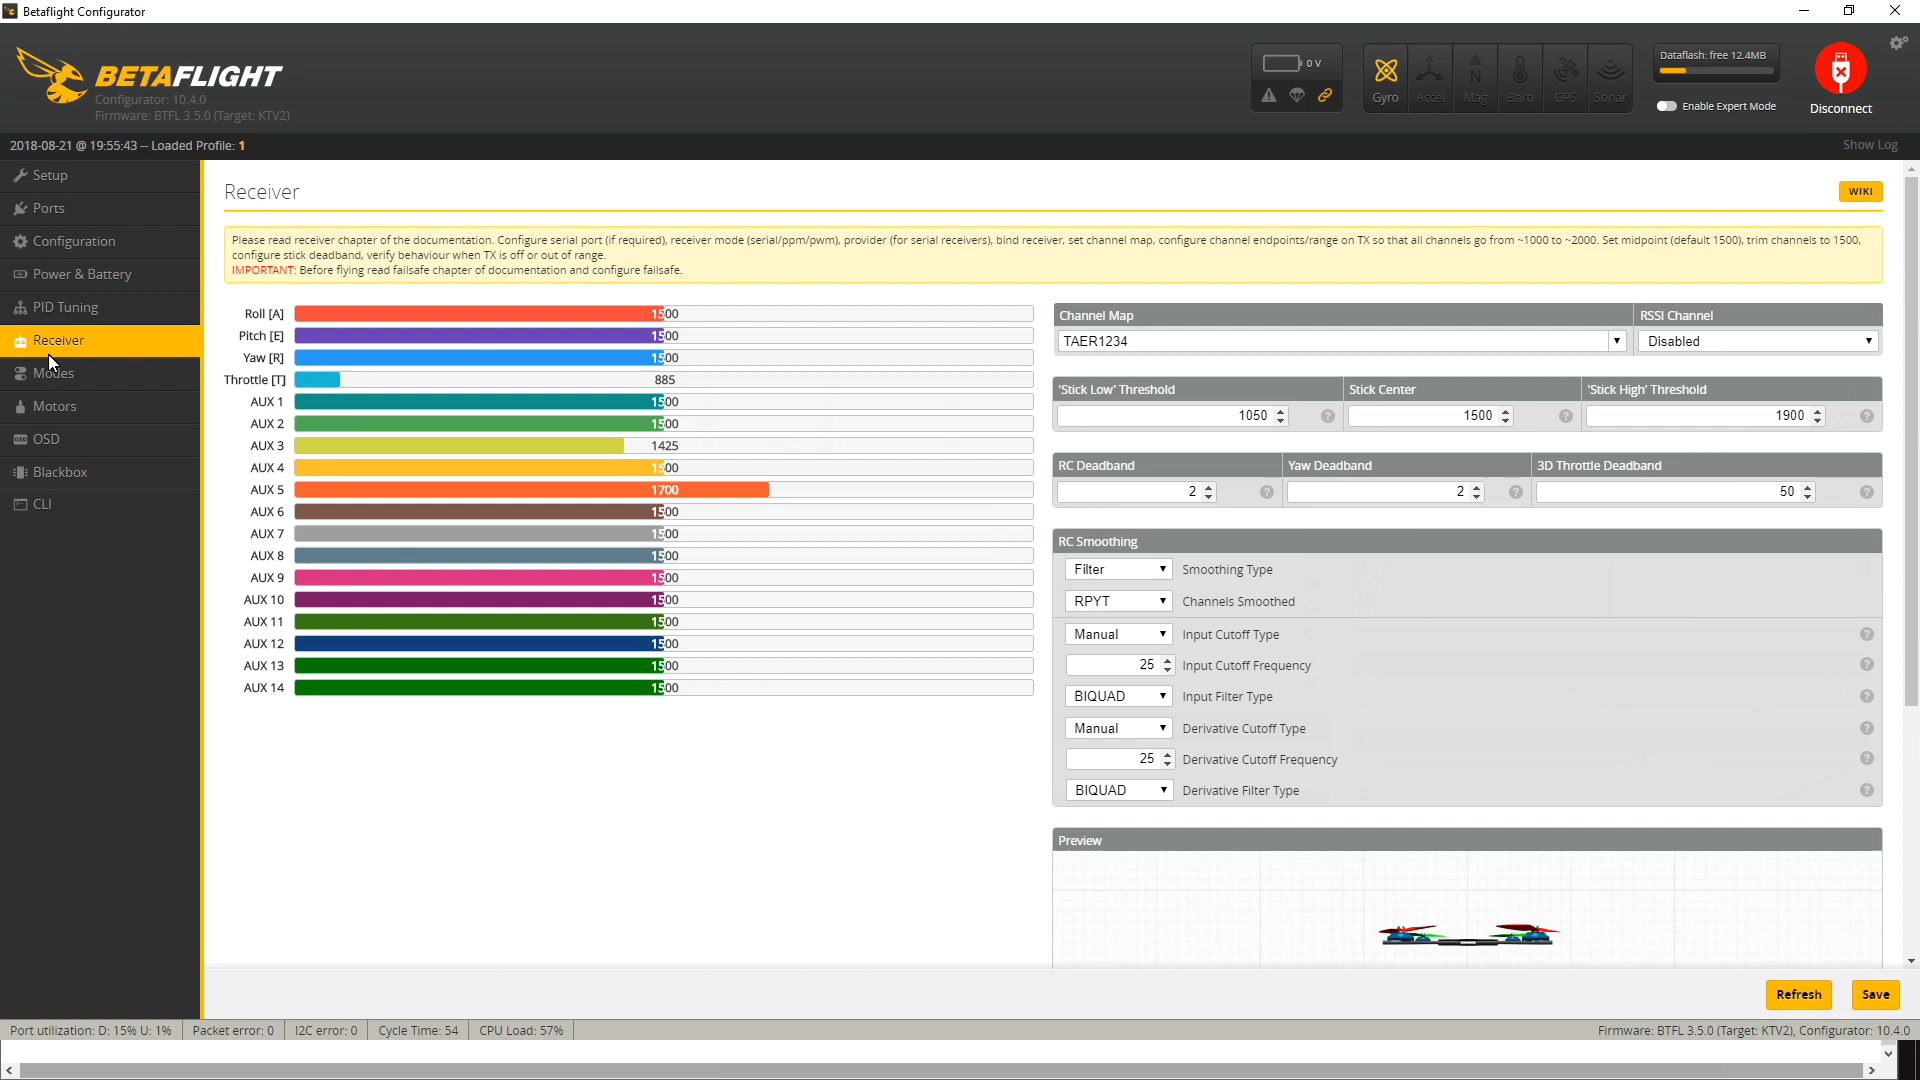 Betaflight Configurator
BETAFLIGHT
Configurator: 10.4.0
Firmware: BTFL 3.5.0 (Target: KTV2)
0 V
Gyro
Accel
Mag
Baro
GPS
Sonar
Dataflash: free 12.4MB
Enable Expert Mode
Disconnect
2018-08-21 @ 19:55:43 -- Loaded Profile: 1
Show Log
Setup
Ports
Configuration
Power & Battery
PID Tuning
Receiver
Modes
Motors
OSD
Blackbox
CLI
Receiver
WIKI
Please read receiver chapter of the documentation. Configure serial port (if required), receiver mode (serial/ppm/pwm), provider (for serial receivers), bind receiver, set channel map, configure channel endpoints/range on TX so that all channels go from ~1000 to ~2000. Set midpoint (default 1500), trim channels to 1500,
configure stick deadband, verify behaviour when TX is off or out of range.
IMPORTANT: Before flying read failsafe chapter of documentation and configure failsafe.
Roll [A] 1500
Pitch [E] 1500
Yaw [R] 1500
Throttle [T] 885
AUX 1 1500
AUX 2 1500
AUX 3 1425
AUX 4 1500
AUX 5 1700
AUX 6 1500
AUX 7 1500
AUX 8 1500
AUX 9 1500
AUX 10 1500
AUX 11 1500
AUX 12 1500
AUX 13 1500
AUX 14 1500
Channel Map RSSI Channel
TAER1234 Disabled
'Stick Low' Threshold Stick Center 'Stick High' Threshold
1050 1500 1900
RC Deadband Yaw Deadband 3D Throttle Deadband
2 2 50
RC Smoothing
Filter Smoothing Type
RPYT Channels Smoothed
Manual Input Cutoff Type
25 Input Cutoff Frequency
BIQUAD Input Filter Type
Manual Derivative Cutoff Type
25 Derivative Cutoff Frequency
BIQUAD Derivative Filter Type
Preview
Refresh Save
Port utilization: D: 15% U: 1% Packet error: 0 I2C error: 0 Cycle Time: 54 CPU Load: 57% Firmware: BTFL 3.5.0 (Target: KTV2), Configurator: 10.4.0